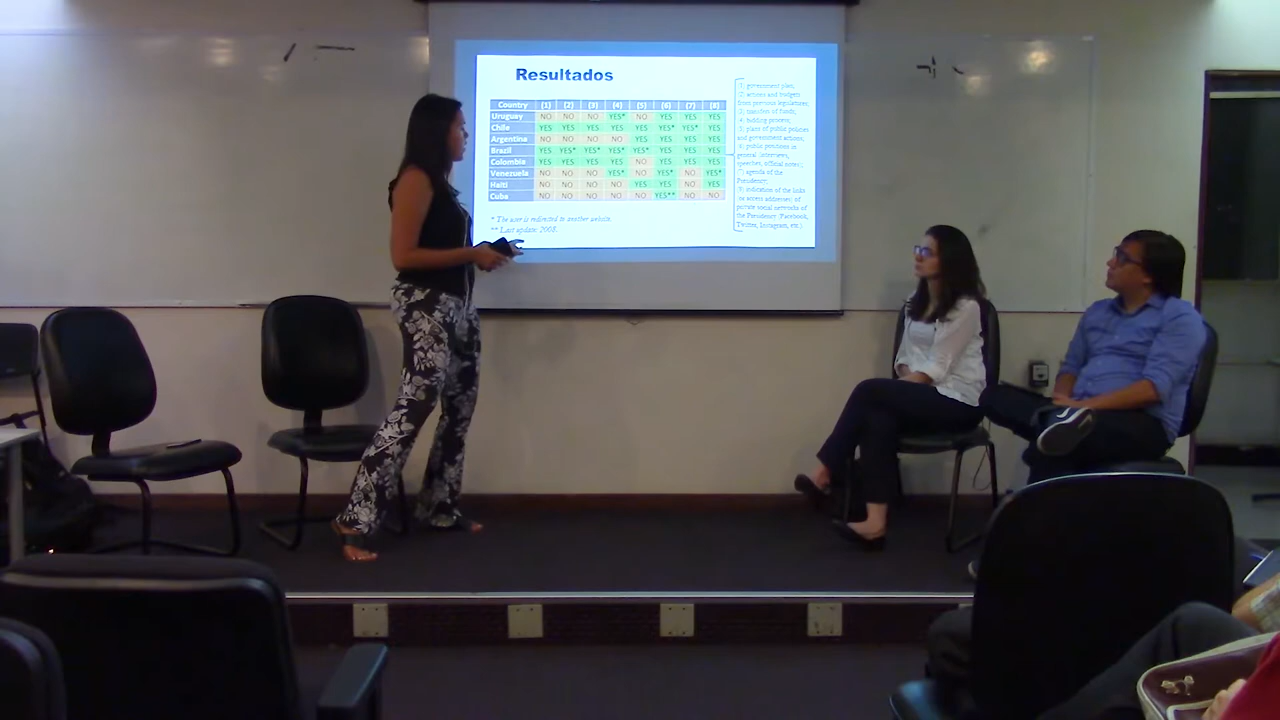 Resultados
Country (1) (2) (3) (4) (5) (6) (7) (8)
Uruguay NO NO NO YES* NO YES YES YES
Chile YES YES YES YES YES YES* YES* YES
Argentina NO NO NO NO YES YES YES YES
Brazil YES YES* YES* YES* YES* YES YES YES
Colombia YES YES YES YES NO YES YES YES
Venezuela NO NO NO YES* NO YES* NO YES*
Haiti NO NO NO NO YES YES NO YES
Cuba NO NO NO NO NO YES** NO NO
* The user is redirected to another website.
** Last update: 2008.
(1) government plan;
(2) actions and budgets
from previous legislatures;
(3) transfers of funds;
(4) bidding process;
(5) plans of public policies
and government actions;
(6) public positions in
general (interviews,
speeches, official notes);
(7) agenda of the
Presidency;
(8) indication of the links
via access addresses) of
private social networks of
the Presidency (Facebook,
Twitter, Instagram, etc.).